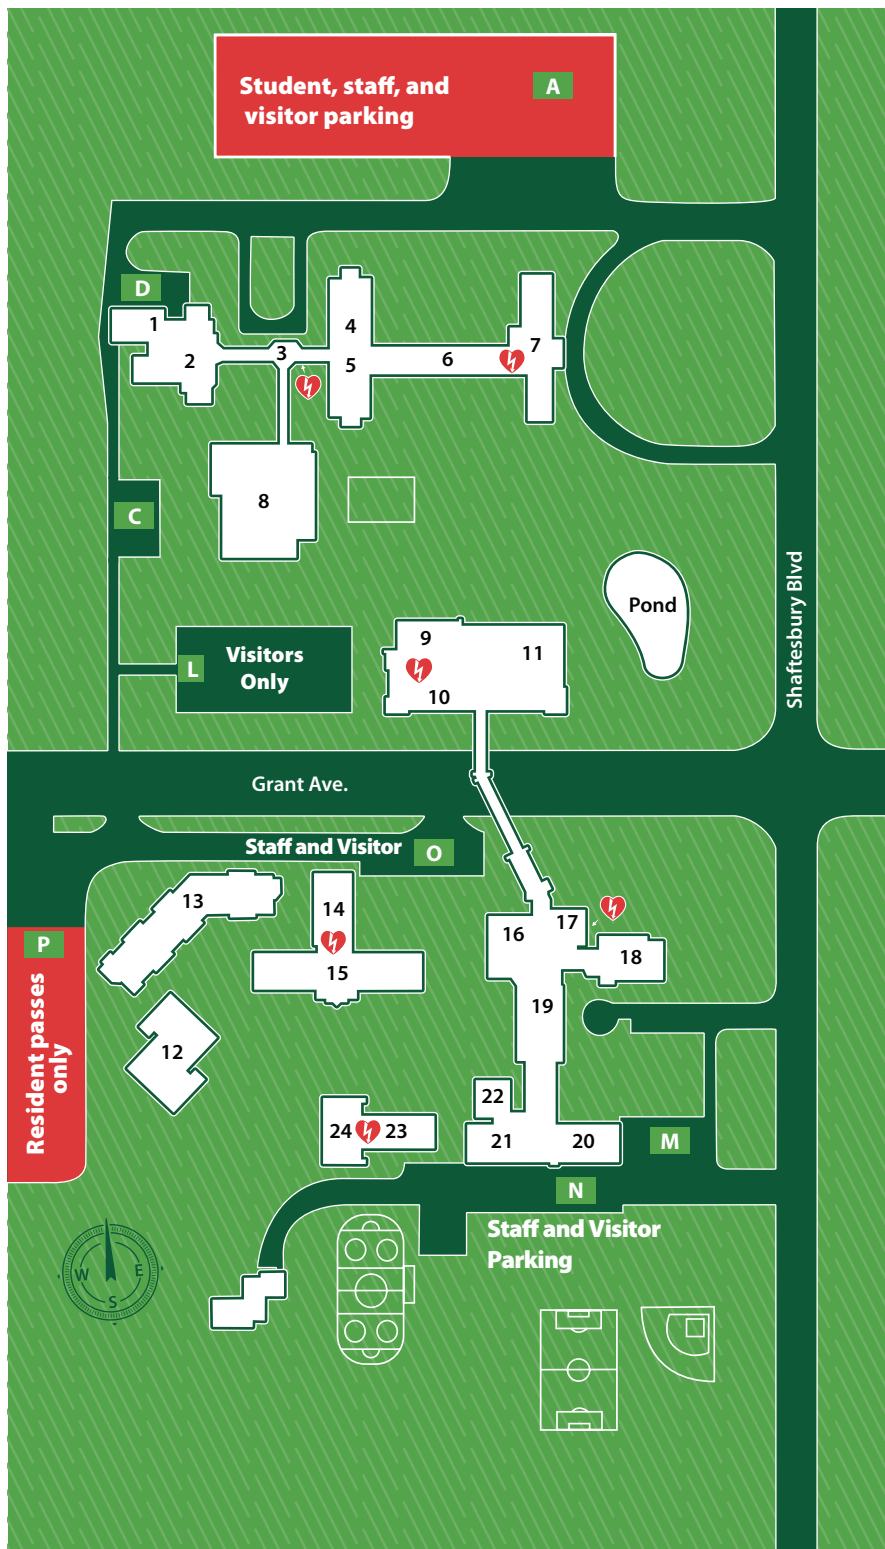 Student, staff, and
visitor parking
A
D
1
2
3
4
5
6
7
8
C
Shaftesbury Blvd
Pond
9
10
11
L
Visitors
Only
Grant Ave.
Staff and Visitor
O
13
14
15
16
17
18
19
P
Resident passes
only
12
22
21
20
M
24
23
N
Staff and Visitor
Parking
W
E
S